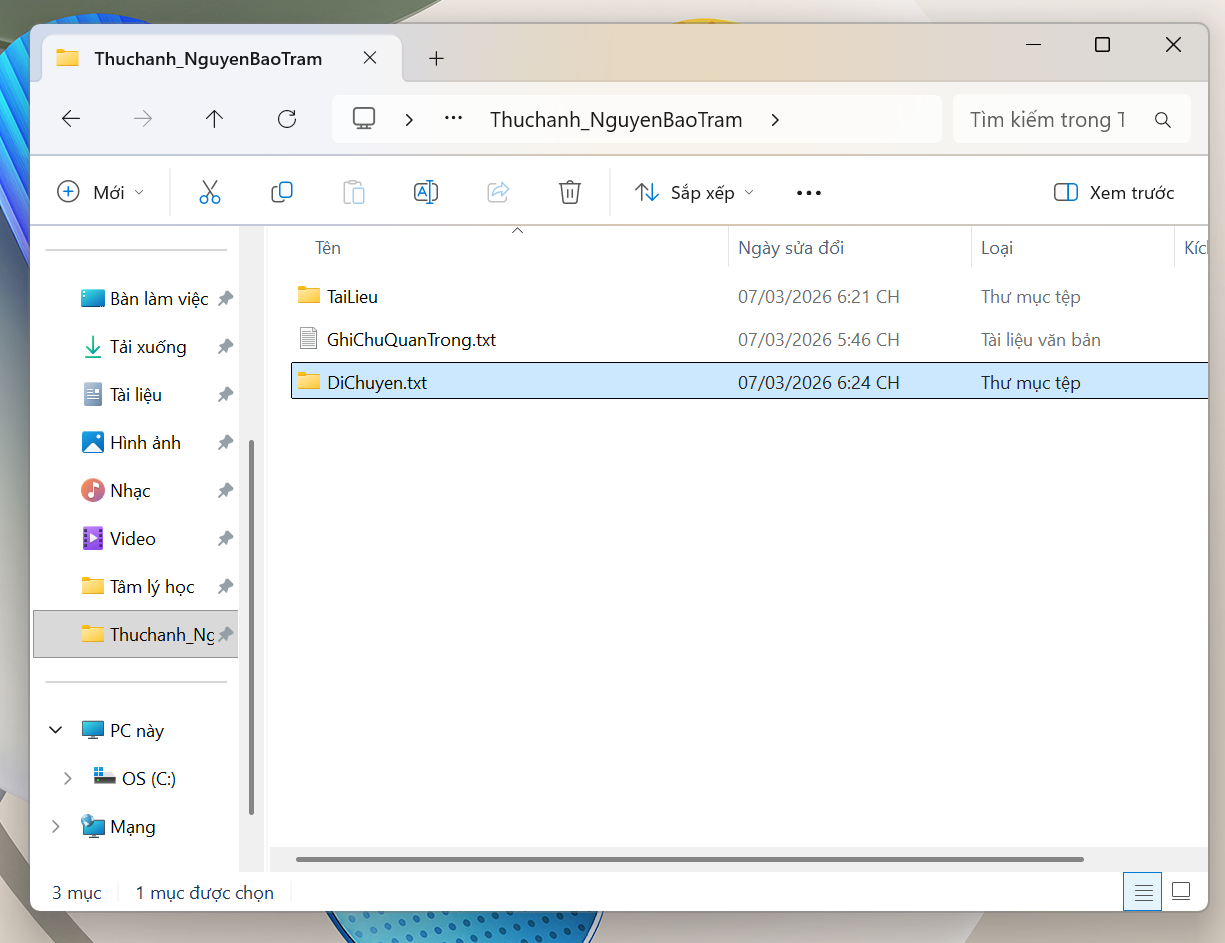 Thuchanh_NguyenBaoTram
Thuchanh_NguyenBaoTram
Tìm kiếm trong T
Mới
Sắp xếp
Xem trước
Tên
Ngày sửa đổi
Loại
Kíc
TaiLieu 07/03/2026 6:21 CH Thư mục tệp
GhiChuQuanTrong.txt 07/03/2026 5:46 CH Tài liệu văn bản
DiChuyen.txt 07/03/2026 6:24 CH Thư mục tệp
Bàn làm việc
Tải xuống
Tài liệu
Hình ảnh
Nhạc
Video
Tâm lý học
Thuchanh_Ng
PC này
OS (C:)
Mạng
3 mục
1 mục được chọn